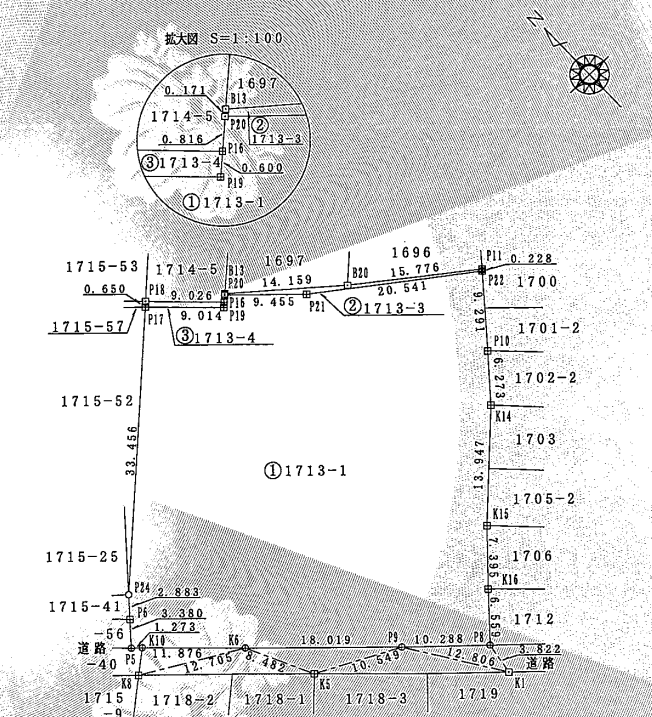 拡大図 S=1:100
N
1697
0.171
B13
1714-5
P20
②
0.816
1713-3
P16
③1713-4
0.600
P19
①1713-1
1696
P11
1697
0.228
1715-53
1714-5
B13
P20
14.159
B20
15.776
P22
1700
P18
0.650
9.026
P16
9.455
P21
20.541
②1713-3
9.291
P17
9.014
P19
1715-57
③1713-4
1701-2
P10
6.273
1702-2
1715-52
K14
33.456
1703
13.947
①1713-1
1705-2
K15
1715-25
7.395
1706
P24
2.883
K16
1715-41
P6
6.559
1712
3.380
-56
1.273
道路
P5
K10
11.876
K6
18.019
P9
10.288
P8
3.822
道路
-40
12.705
8.482
10.549
12.806
K8
K5
K1
1715
-9
1718-2
1718-1
1718-3
1719